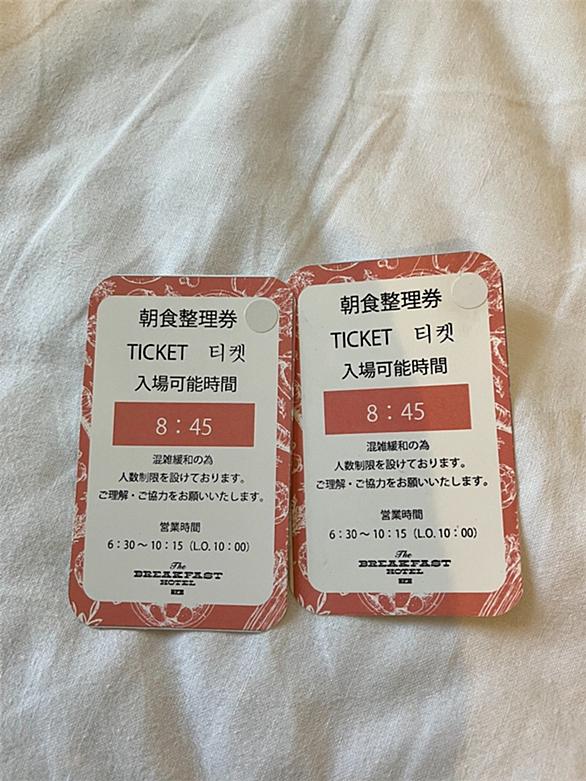 朝食整理券
TICKET 티켓
入場可能時間
8：45
混雑緩和の為
人数制限を設けております。
ご理解・ご協力をお願いいたします。
営業時間
6：30～10：15（L.O. 10：00）
The
BREAKFAST
HOTEL
朝食整理券
TICKET 티켓
入場可能時間
8：45
混雑緩和の為
人数制限を設けております。
ご理解・ご協力をお願いいたします。
営業時間
6：30～10：15（L.O. 10：00）
The
BREAKFAST
HOTEL